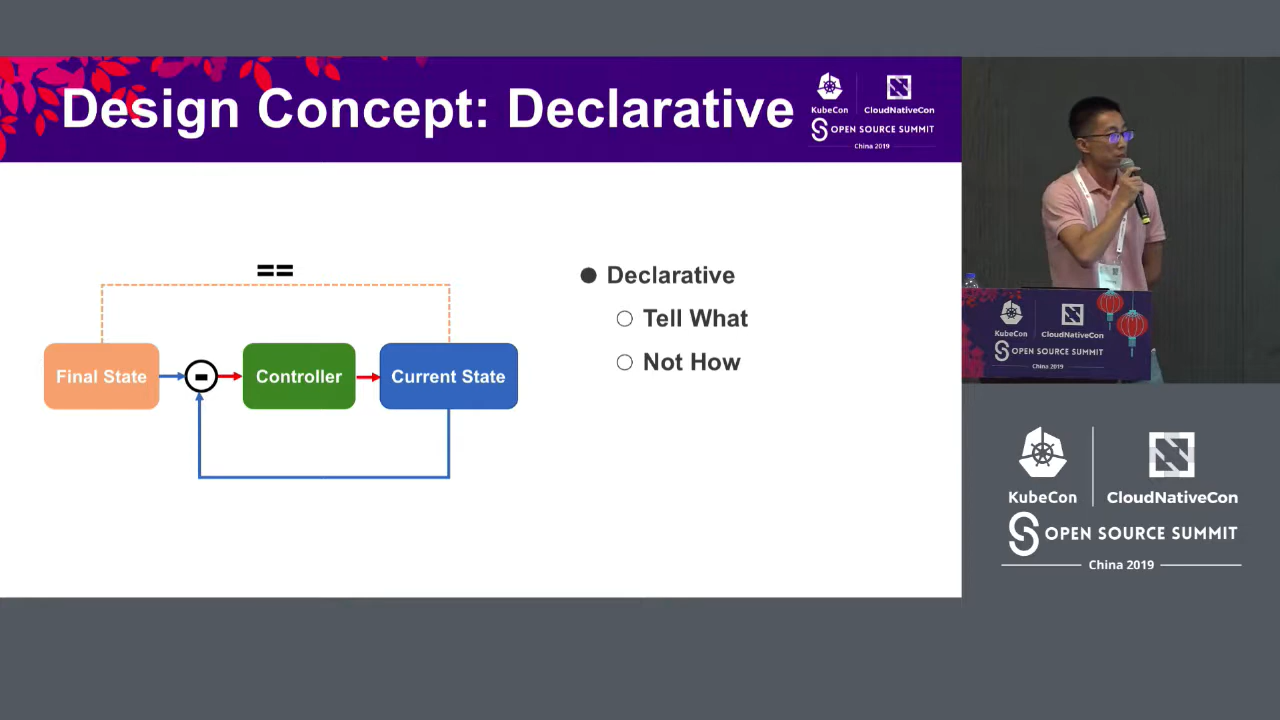 Design Concept: Declarative
KubeCon
CloudNativeCon
OPEN SOURCE SUMMIT
China 2019
==
Final State
-
Controller
Current State
Declarative
Tell What
Not How
KubeCon
CloudNativeCon
OPEN SOURCE SUMMIT
China 2019
KubeCon
CloudNativeCon
OPEN SOURCE SUMMIT
China 2019